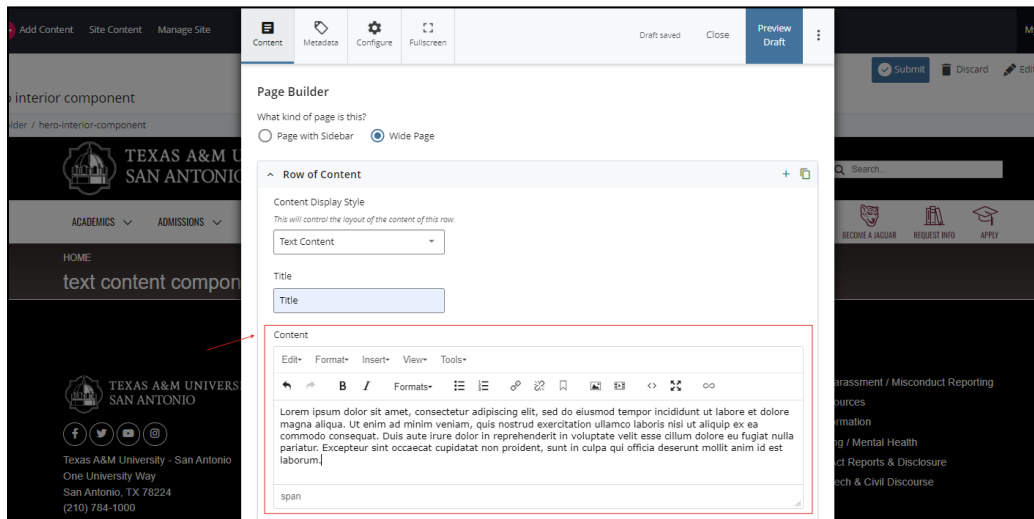 Add Content Site Content Manage Site
Content Metadata Configure Fullscreen Draft saved Close Preview Draft
Submit Discard Edit
interior component
/ hero-interior-component
Page Builder
What kind of page is this?
Page with Sidebar Wide Page
TEXAS A&M U
SAN ANTONIO
Search...
Row of Content
Content Display Style
This will control the layout of the content of this row.
Text Content
ACADEMICS ADMISSIONS
BECOME A JAGUAR REQUEST INFO APPLY
HOME
text content compon
Title
Title
Content
Edit Format Insert View Tools
B I Formats
Lorem ipsum dolor sit amet, consectetur adipiscing elit, sed do eiusmod tempor incididunt ut labore et dolore
magna aliqua. Ut enim ad minim veniam, quis nostrud exercitation ullamco laboris nisi ut aliquip ex ea
commodo consequat. Duis aute irure dolor in reprehenderit in voluptate velit esse cillum dolore eu fugiat nulla
pariatur. Excepteur sint occaecat cupidatat non proident, sunt in culpa qui officia deserunt mollit anim id est
laborum.
span
TEXAS A&M UNIVERSI
SAN ANTONIO
Texas A&M University - San Antonio
One University Way
San Antonio, TX 78224
(210) 784-1000
arassment / Misconduct Reporting
ources
rmation
ng / Mental Health
Act Reports & Disclosure
ech & Civil Discourse